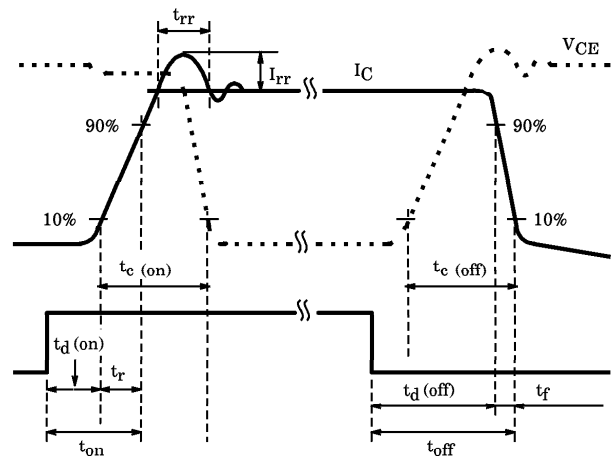 trr
Irr
IC
VCE
90%
90%
10%
10%
tc (on)
tc (off)
td (on)
tr
td (off)
tf
ton
toff